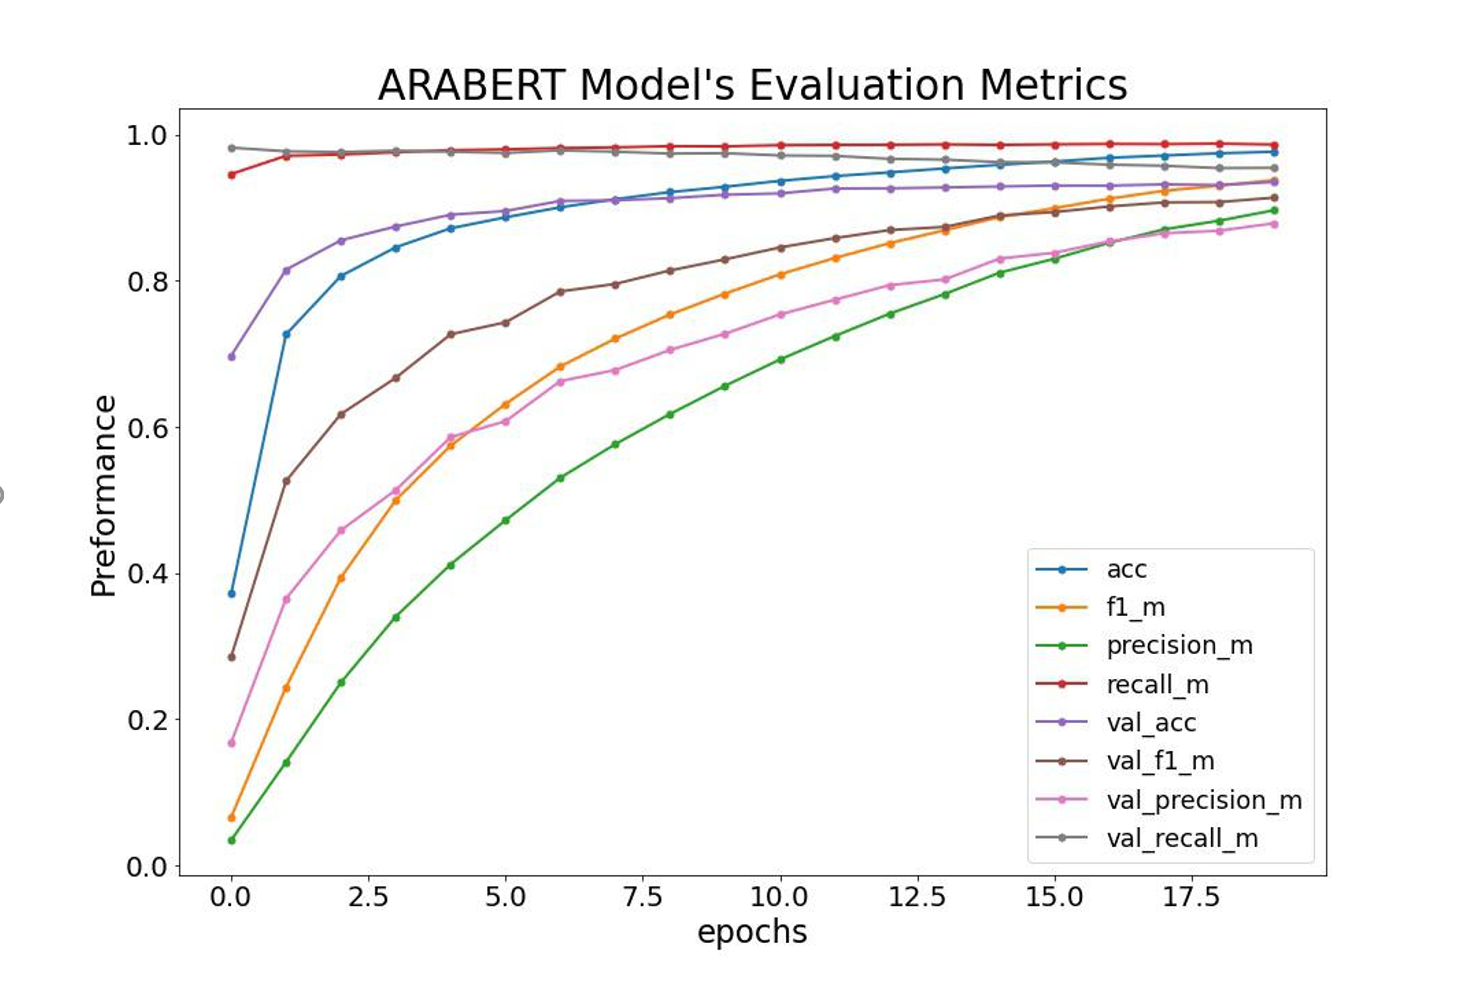 ARABERT Model's Evaluation Metrics
1.0
0.8
0.6
0.4
0.2
0.0
Preformance
acc
f1_m
precision_m
recall_m
val_acc
val_f1_m
val_precision_m
val_recall_m
0.0 2.5 5.0 7.5 10.0 12.5 15.0 17.5
epochs